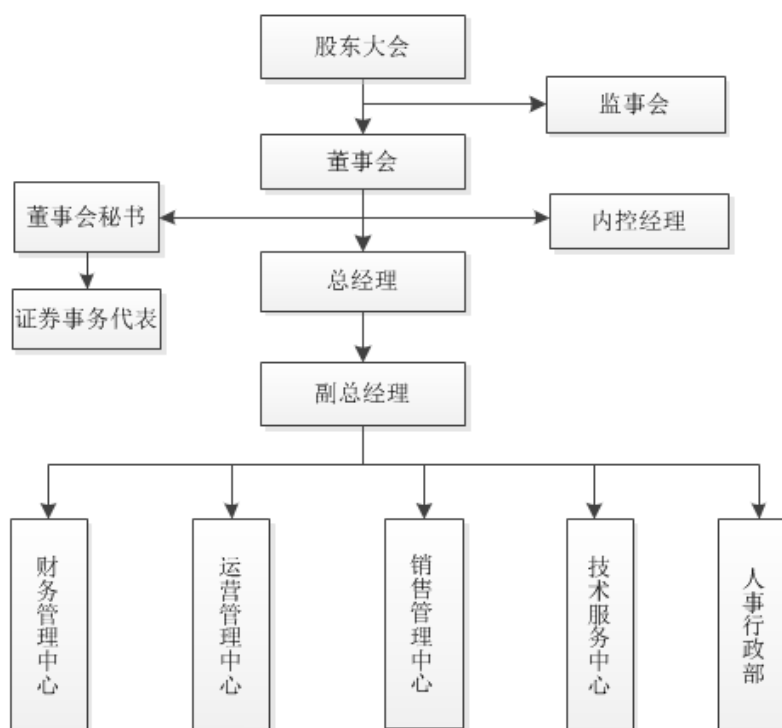 股东大会
监事会
董事会
董事会秘书
内控经理
总经理
证券事务代表
副总经理
财务管理中心
运营管理中心
销售管理中心
技术服务中心
人事行政部